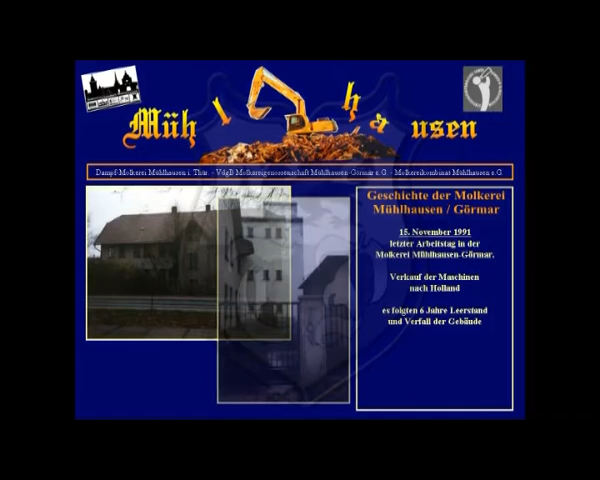 Mühlhausen
Dampf-Molkerei Mühlhausen i. Thür. - VdgB Molkereigenossenschaft Mühlhausen-Görmar e.G. - Molkereikombinat Mühlhausen e.G.
Geschichte der Molkerei
Mühlhausen / Görmar
15. November 1991
letzter Arbeitstag in der
Molkerei Mühlhausen-Görmar.
Verkauf der Maschinen
nach Holland
es folgten 6 Jahre Leerstand
und Verfall der Gebäude